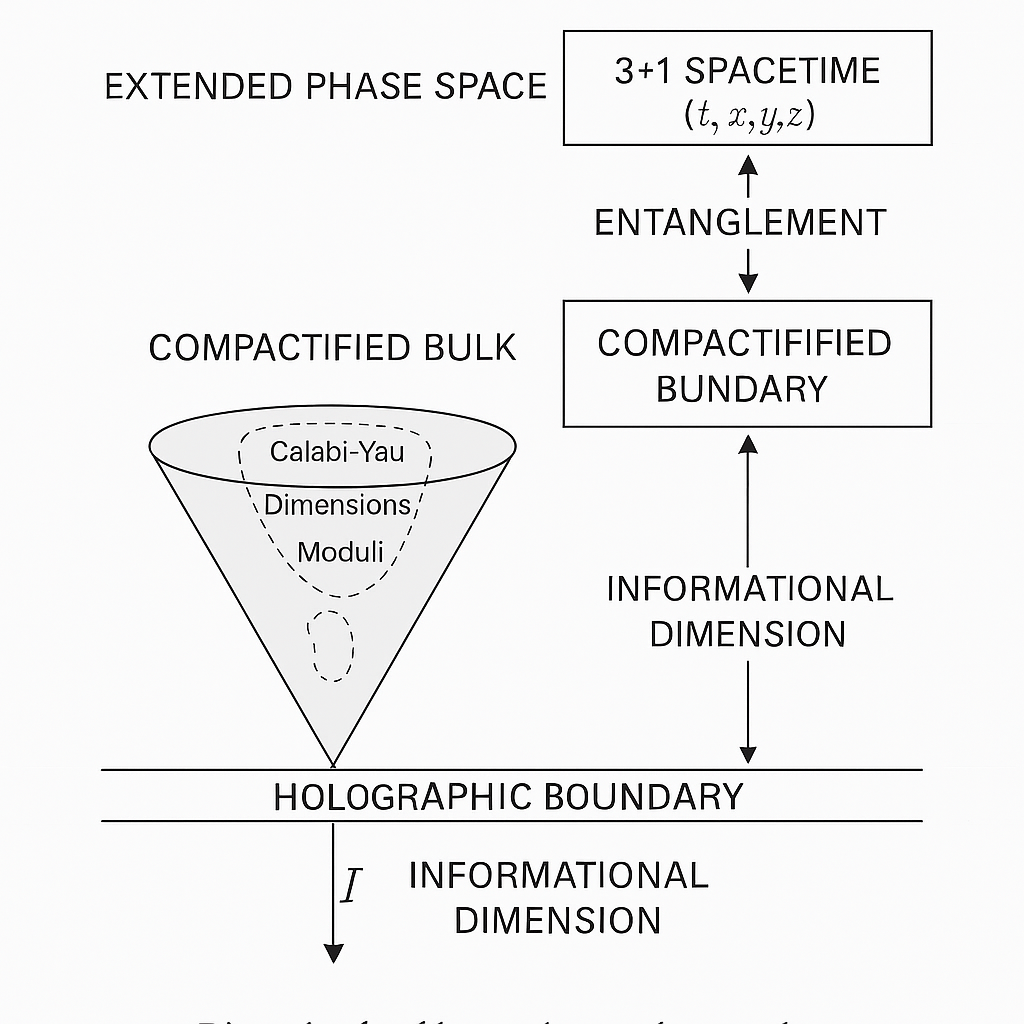 EXTENDED PHASE SPACE
3+1 SPACETIME
(t, x,y,z)
ENTANGLEMENT
COMPACTIFIED BULK
COMPACTIFIFIED
BUNDARY
Calabi-Yau
Dimensions
Moduli
INFORMATIONAL
DIMENSION
HOLOGRAPHIC BOUNDARY
I
INFORMATIONAL
DIMENSION